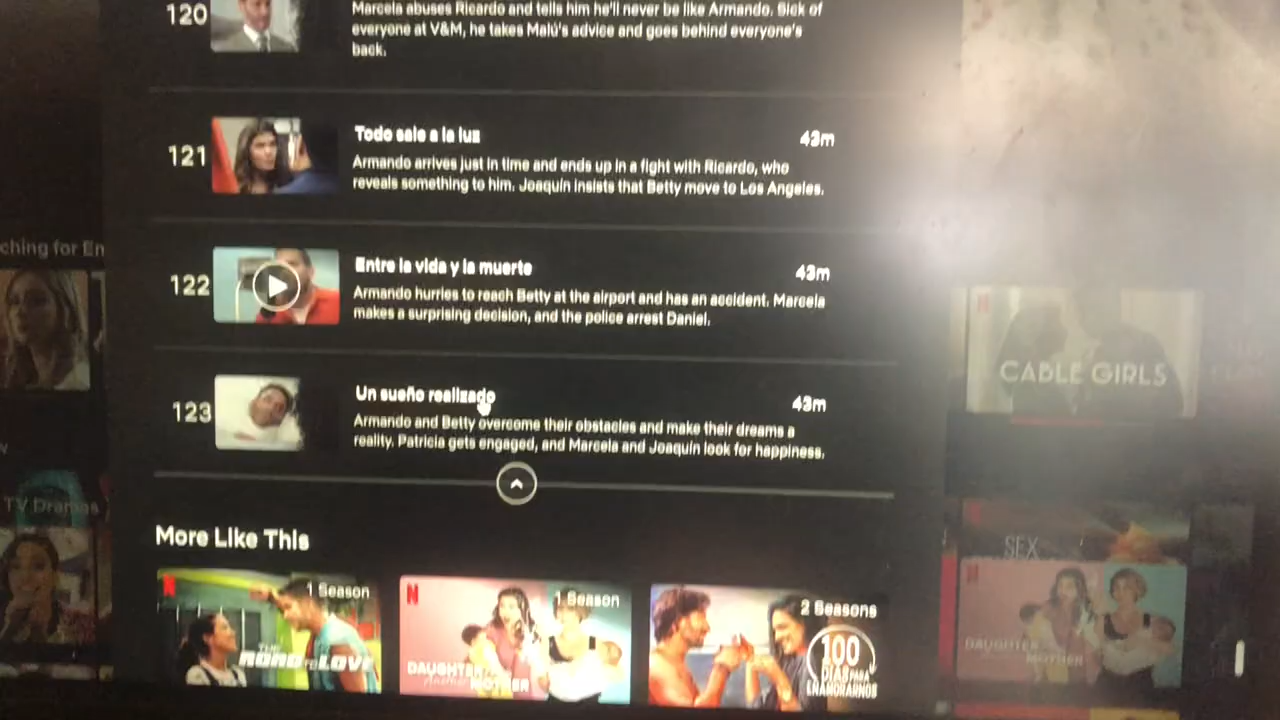 120
Marcela abuses Ricardo and tells him he'll never be like Armando. Sick of
everyone at V&M, he takes Malú's advice and goes behind everyone's
back.
121
Todo sale a la luz
43m
Armando arrives just in time and ends up in a fight with Ricardo, who
reveals something to him. Joaquín insists that Betty move to Los Angeles.
ching for En
122
Entre la vida y la muerte
43m
Armando hurries to reach Betty at the airport and has an accident. Marcela
makes a surprising decision, and the police arrest Daniel.
CABLE GIRLS
123
Un sueño realizado
43m
Armando and Betty overcome their obstacles and make their dreams a
reality. Patricia gets engaged, and Marcela and Joaquín look for happiness.
TV Dramas
More Like This
SEX
N
1 Season
THE
ROAD TO LOVE
N
1 Season
DAUGHTER
From Another
MOTHER
2 Seasons
100
DÍAS PARA
ENAMORARNOS
DAUGHTER
MOTHER